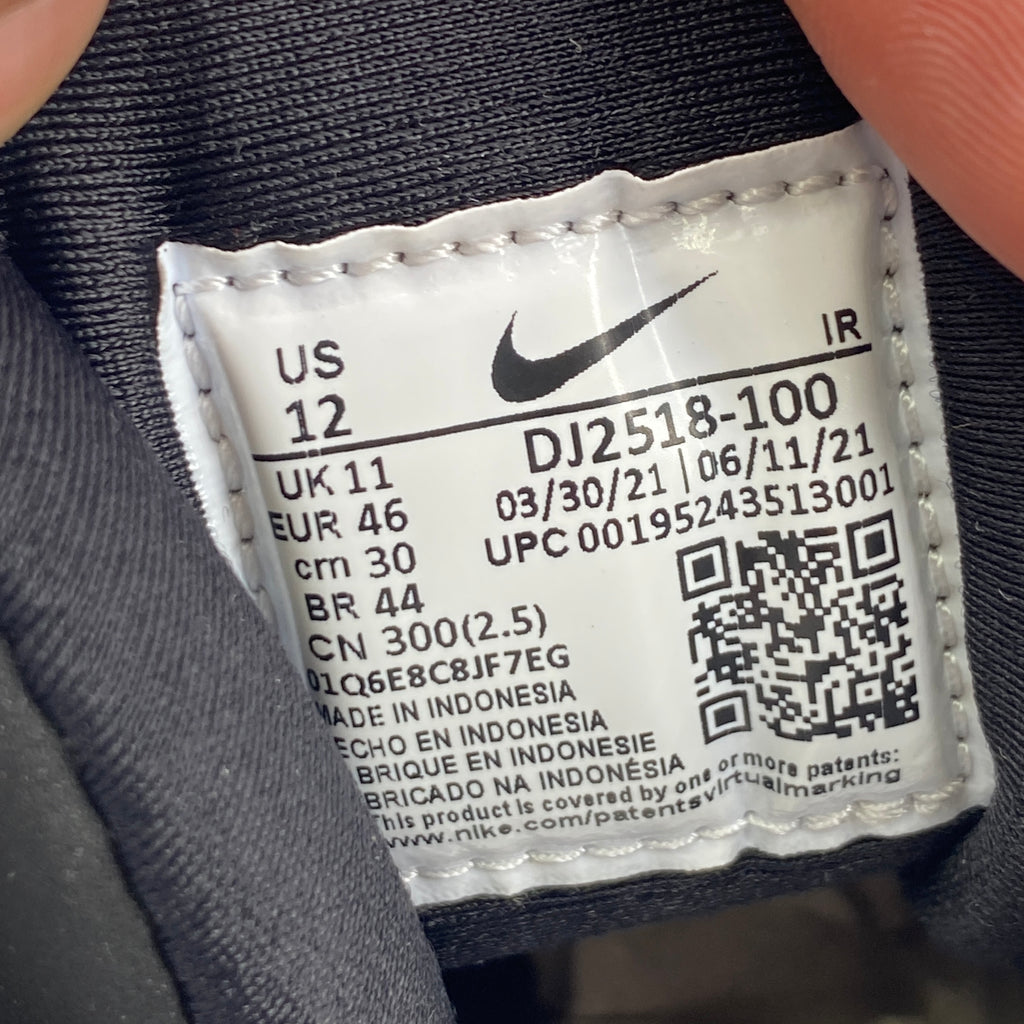 US
12
IR
DJ2518-100
03/30/21 | 06/11/21
UPC 00195243513001
UK 11
EUR 46
cm 30
BR 44
CN 300(2.5)
01Q6E8C8JF7EG
MADE IN INDONESIA
ECHO EN INDONESIA
BRIQUE EN INDONESIE
BRICADO NA INDONÉSIA
This product is covered by one or more patents:
www.nike.com/patentsvirtualmarking